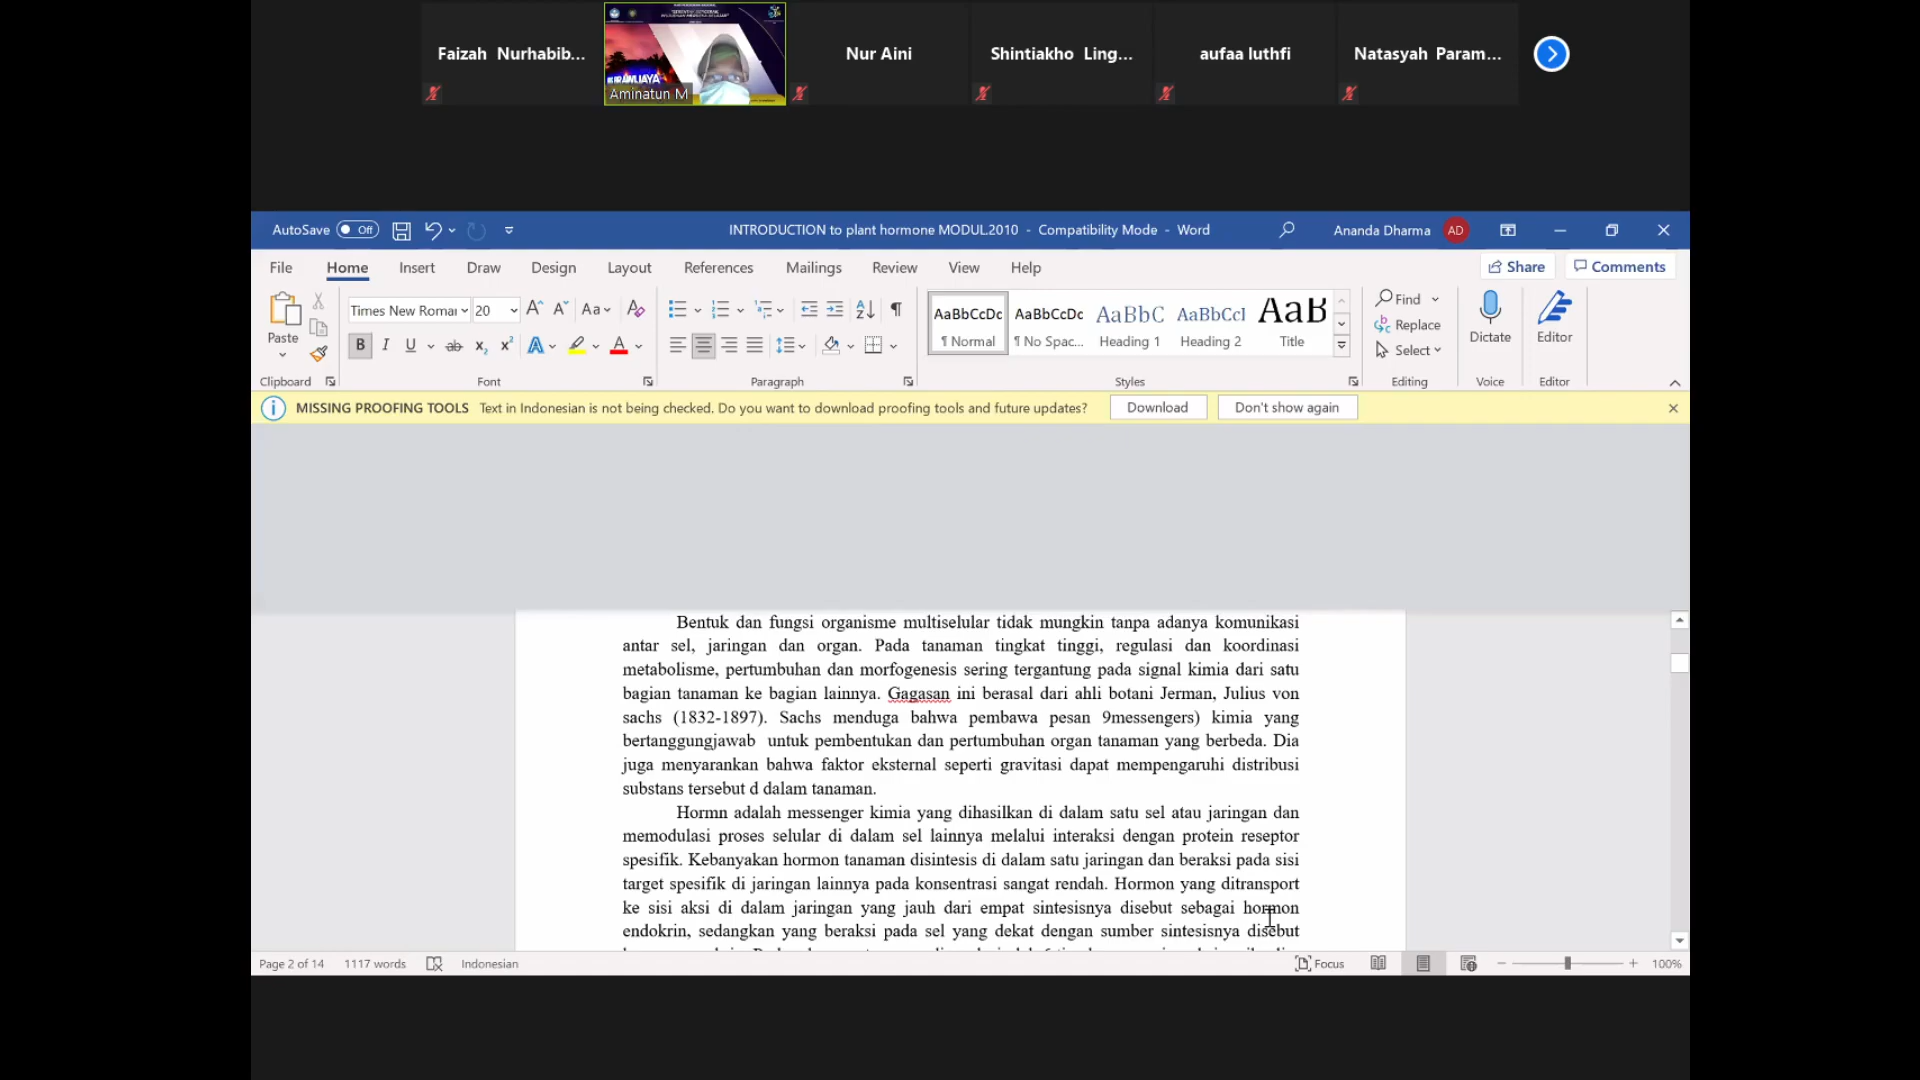 Faizah Nurhabib...
Aminatun M
Nur Aini
Shintiakho Ling...
aufaa luthfi
Natasyah Param...
AutoSave Off
INTRODUCTION to plant hormone MODUL.2010 - Compatibility Mode - Word
Ananda Dharma AD
File Home Insert Draw Design Layout References Mailings Review View Help
Share Comments
Paste
Times New Romar 20
AaBbCcDc AaBbCcDc AaBbC AaBbCcI AaB
¶ Normal ¶ No Spac... Heading 1 Heading 2 Title
Find
Replace
Select
Dictate
Editor
Clipboard Font Paragraph Styles Editing Voice Editor
MISSING PROOFING TOOLS Text in Indonesian is not being checked. Do you want to download proofing tools and future updates? Download Don't show again
Bentuk dan fungsi organisme multiselular tidak mungkin tanpa adanya komunikasi
antar sel, jaringan dan organ. Pada tanaman tingkat tinggi, regulasi dan koordinasi
metabolisme, pertumbuhan dan morfogenesis sering tergantung pada signal kimia dari satu
bagian tanaman ke bagian lainnya. Gagasan ini berasal dari ahli botani Jerman, Julius von
sachs (1832-1897). Sachs menduga bahwa pembawa pesan 9messengers) kimia yang
bertanggungjawab untuk pembentukan dan pertumbuhan organ tanaman yang berbeda. Dia
juga menyarankan bahwa faktor eksternal seperti gravitasi dapat mempengaruhi distribusi
substans tersebut d dalam tanaman.
Hormn adalah messenger kimia yang dihasilkan di dalam satu sel atau jaringan dan
memodulasi proses selular di dalam sel lainnya melalui interaksi dengan protein reseptor
spesifik. Kebanyakan hormon tanaman disintesis di dalam satu jaringan dan beraksi pada sisi
target spesifik di jaringan lainnya pada konsentrasi sangat rendah. Hormon yang ditransport
ke sisi aksi di dalam jaringan yang jauh dari empat sintesisnya disebut sebagai hormon
endokrin, sedangkan yang beraksi pada sel yang dekat dengan sumber sintesisnya disebut
Page 2 of 14 1117 words Indonesian Focus 100%